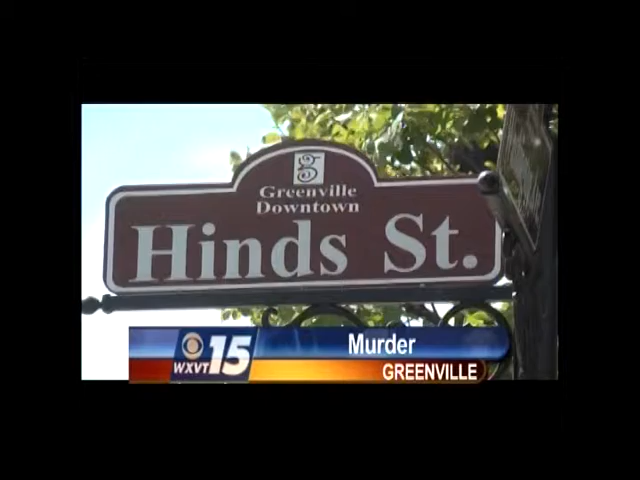 g
Greenville
Downtown
Hinds St.
WXVT 15
Murder
GREENVILLE